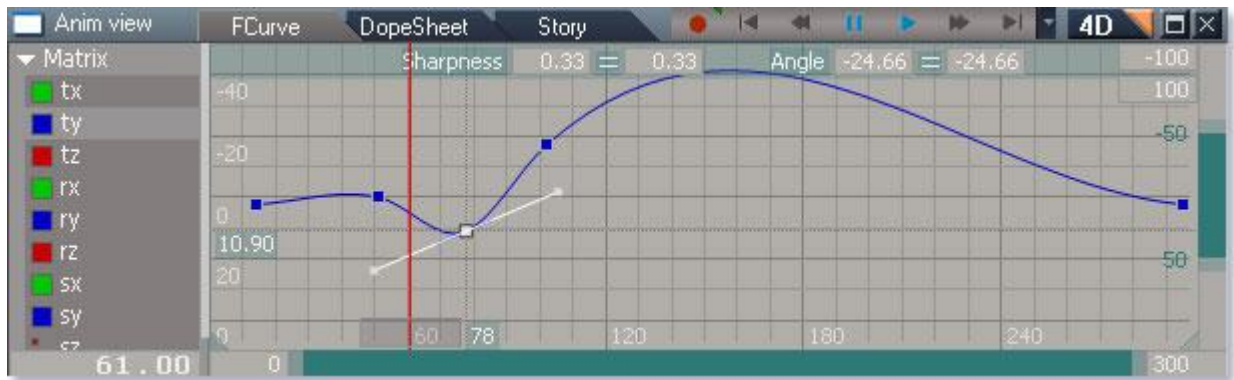 Anim view FCurve DopeSheet Story 4D
Matrix Sharpness 0.33 = 0.33 Angle -24.66 = -24.66 -100
tx -40 100
ty -50
tz -20
rx
ry 0
rz 10.90 50
sx 20
sy 0 60 78 120 180 240
sz
61.00 0 300